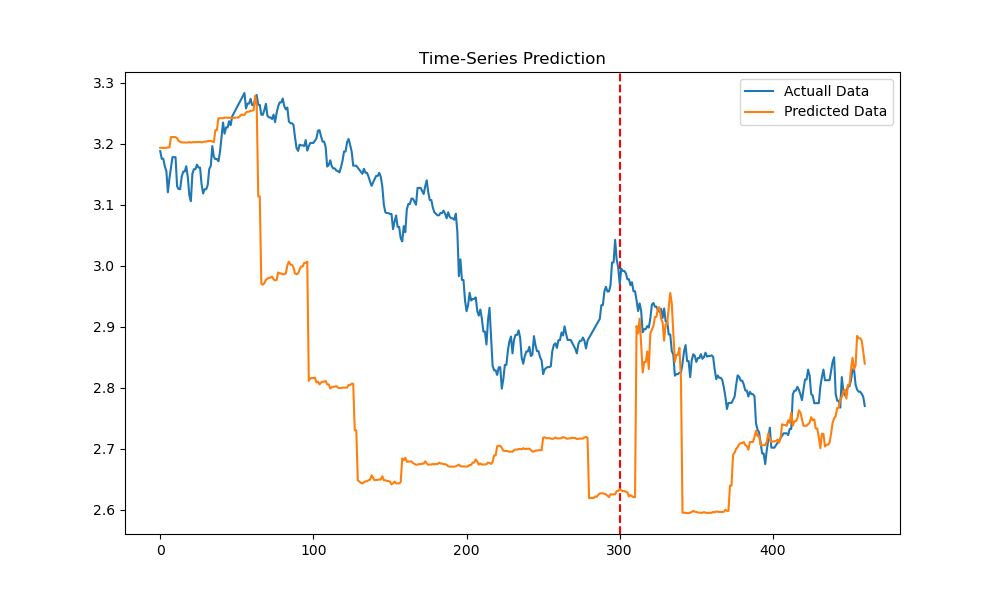 Time-Series Prediction
Actuall Data
Predicted Data
3.3
3.2
3.1
3.0
2.9
2.8
2.7
2.6
0 100 200 300 400